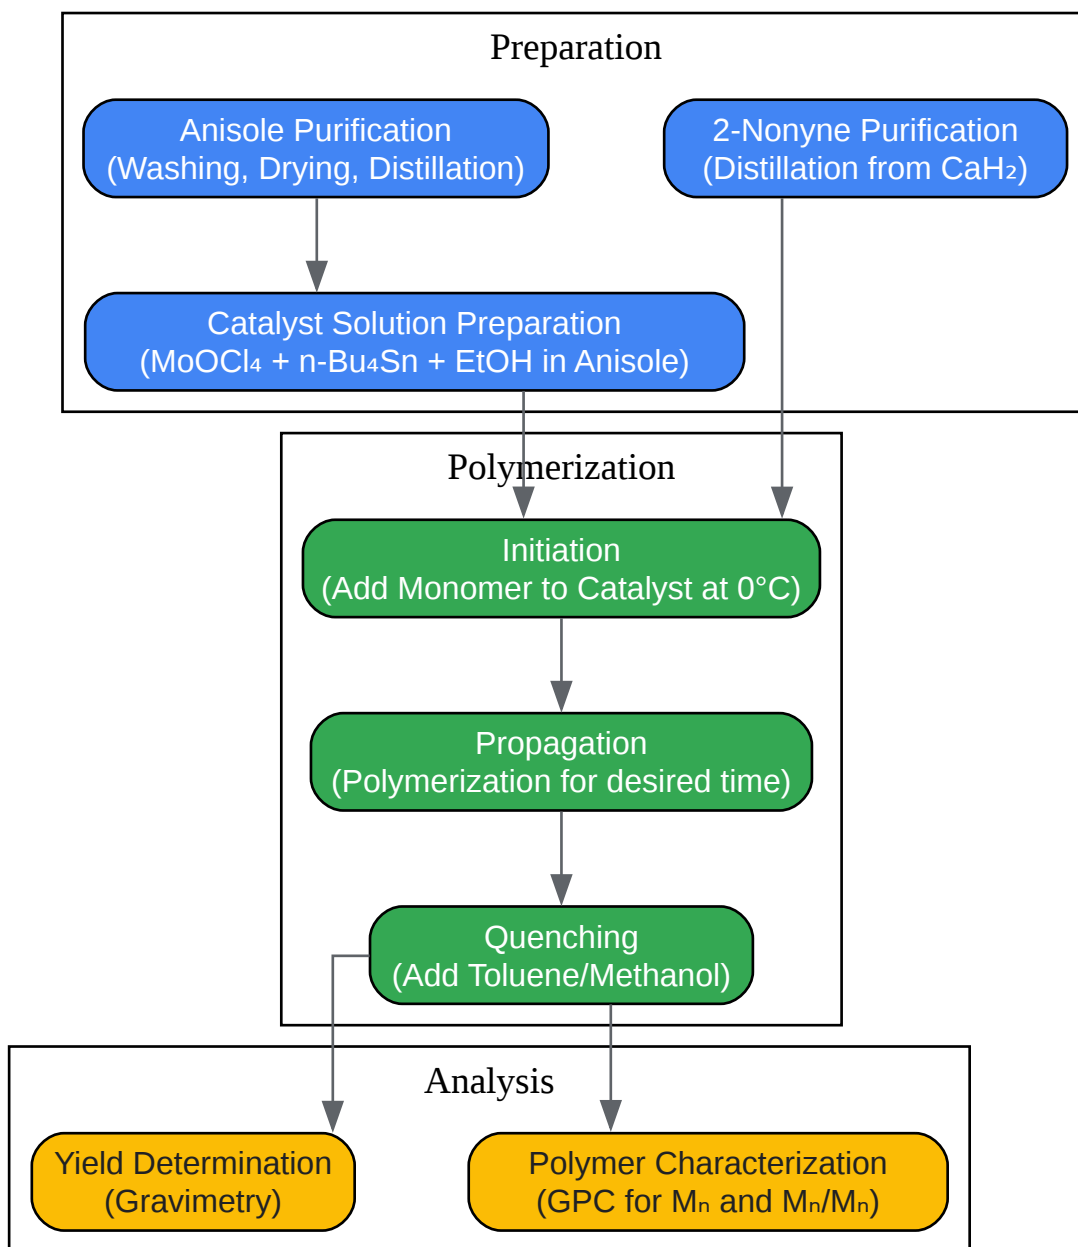 Preparation
Anisole Purification
(Washing, Drying, Distillation)
2-Nonyne Purification
(Distillation from CaH₂)
Catalyst Solution Preparation
(MoOCl₄ + n-Bu₄Sn + EtOH in Anisole)
Polymerization
Initiation
(Add Monomer to Catalyst at 0°C)
Propagation
(Polymerization for desired time)
Quenching
(Add Toluene/Methanol)
Analysis
Yield Determination
(Gravimetry)
Polymer Characterization
(GPC for Mₙ and Mₙ/Mₙ)